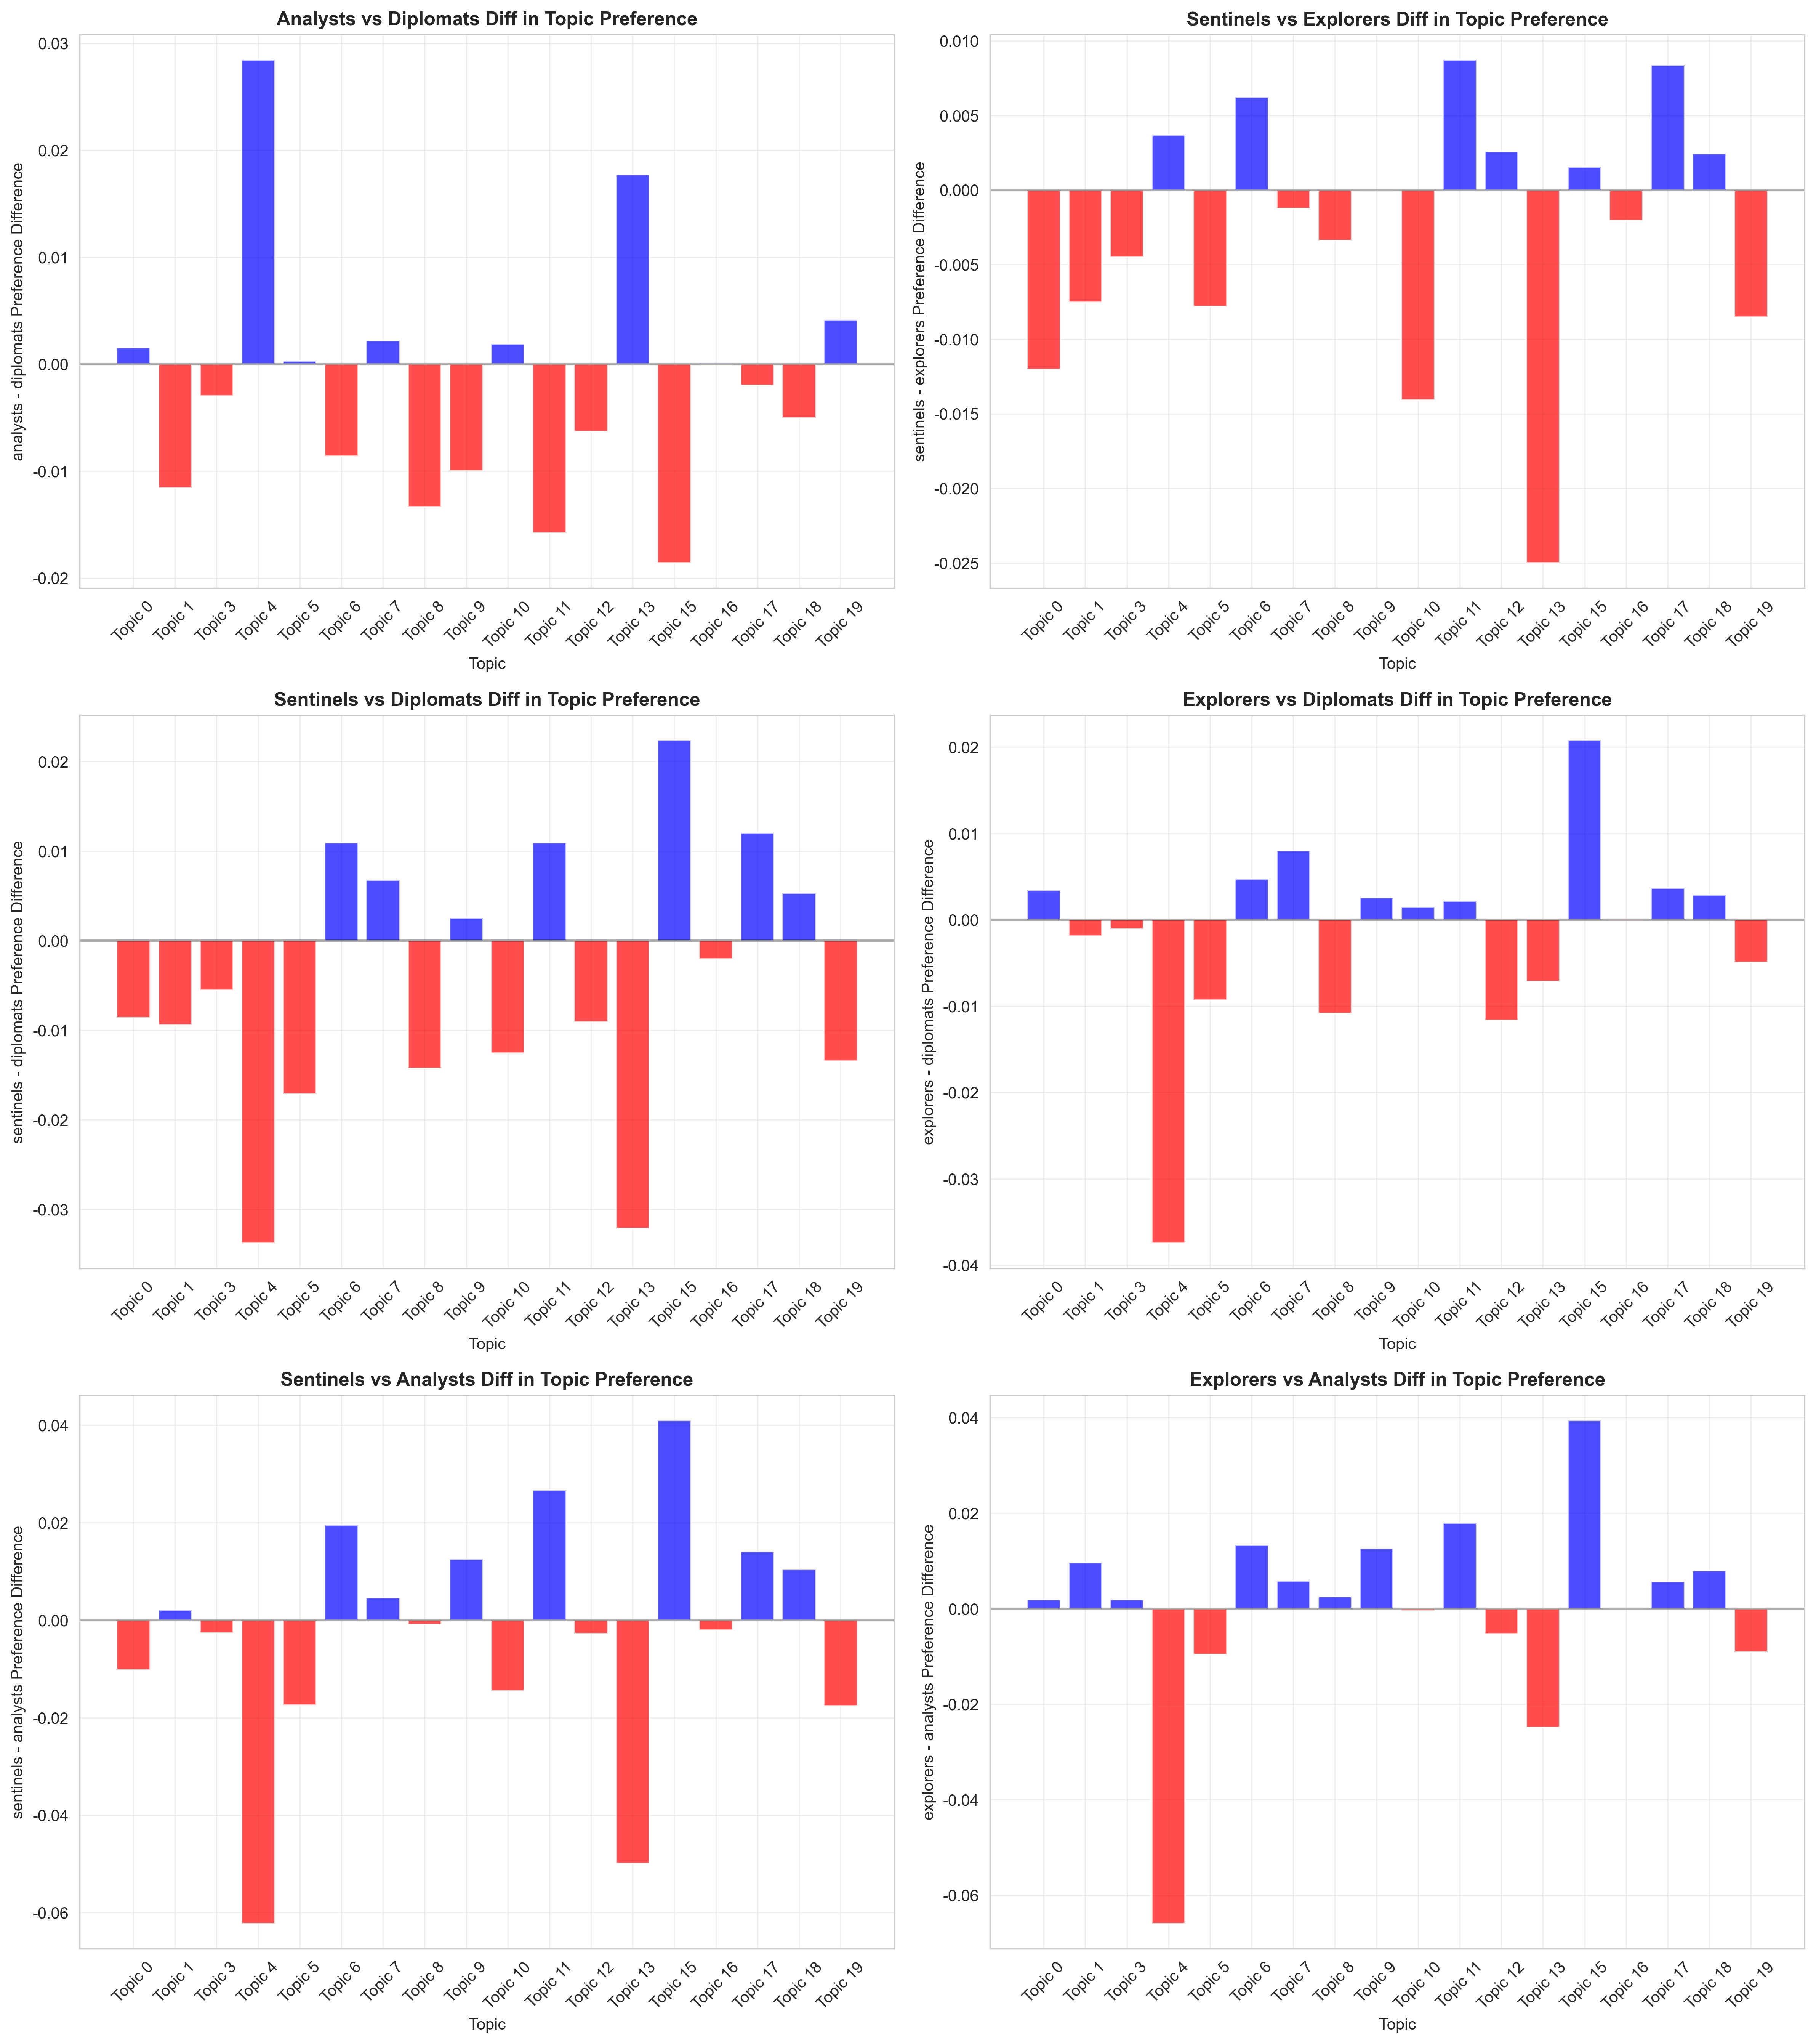 Analysts vs Diplomats Diff in Topic Preference
analysts - diplomats Preference Difference
0.03
0.02
0.01
0.00
-0.01
-0.02
Topic 0
Topic 1
Topic 3
Topic 4
Topic 5
Topic 6
Topic 7
Topic 8
Topic 9
Topic 10
Topic 11
Topic 12
Topic 13
Topic 15
Topic 16
Topic 17
Topic 18
Topic 19
Topic
Sentinels vs Explorers Diff in Topic Preference
sentinels - explorers Preference Difference
0.010
0.005
0.000
-0.005
-0.010
-0.015
-0.020
-0.025
Topic 0
Topic 1
Topic 3
Topic 4
Topic 5
Topic 6
Topic 7
Topic 8
Topic 9
Topic 10
Topic 11
Topic 12
Topic 13
Topic 15
Topic 16
Topic 17
Topic 18
Topic 19
Topic
Sentinels vs Diplomats Diff in Topic Preference
sentinels - diplomats Preference Difference
0.02
0.01
0.00
-0.01
-0.02
-0.03
Topic 0
Topic 1
Topic 3
Topic 4
Topic 5
Topic 6
Topic 7
Topic 8
Topic 9
Topic 10
Topic 11
Topic 12
Topic 13
Topic 15
Topic 16
Topic 17
Topic 18
Topic 19
Topic
Explorers vs Diplomats Diff in Topic Preference
explorers - diplomats Preference Difference
0.02
0.01
0.00
-0.01
-0.02
-0.03
-0.04
Topic 0
Topic 1
Topic 3
Topic 4
Topic 5
Topic 6
Topic 7
Topic 8
Topic 9
Topic 10
Topic 11
Topic 12
Topic 13
Topic 15
Topic 16
Topic 17
Topic 18
Topic 19
Topic
Sentinels vs Analysts Diff in Topic Preference
sentinels - analysts Preference Difference
0.04
0.02
0.00
-0.02
-0.04
-0.06
Topic 0
Topic 1
Topic 3
Topic 4
Topic 5
Topic 6
Topic 7
Topic 8
Topic 9
Topic 10
Topic 11
Topic 12
Topic 13
Topic 15
Topic 16
Topic 17
Topic 18
Topic 19
Topic
Explorers vs Analysts Diff in Topic Preference
explorers - analysts Preference Difference
0.04
0.02
0.00
-0.02
-0.04
-0.06
Topic 0
Topic 1
Topic 3
Topic 4
Topic 5
Topic 6
Topic 7
Topic 8
Topic 9
Topic 10
Topic 11
Topic 12
Topic 13
Topic 15
Topic 16
Topic 17
Topic 18
Topic 19
Topic